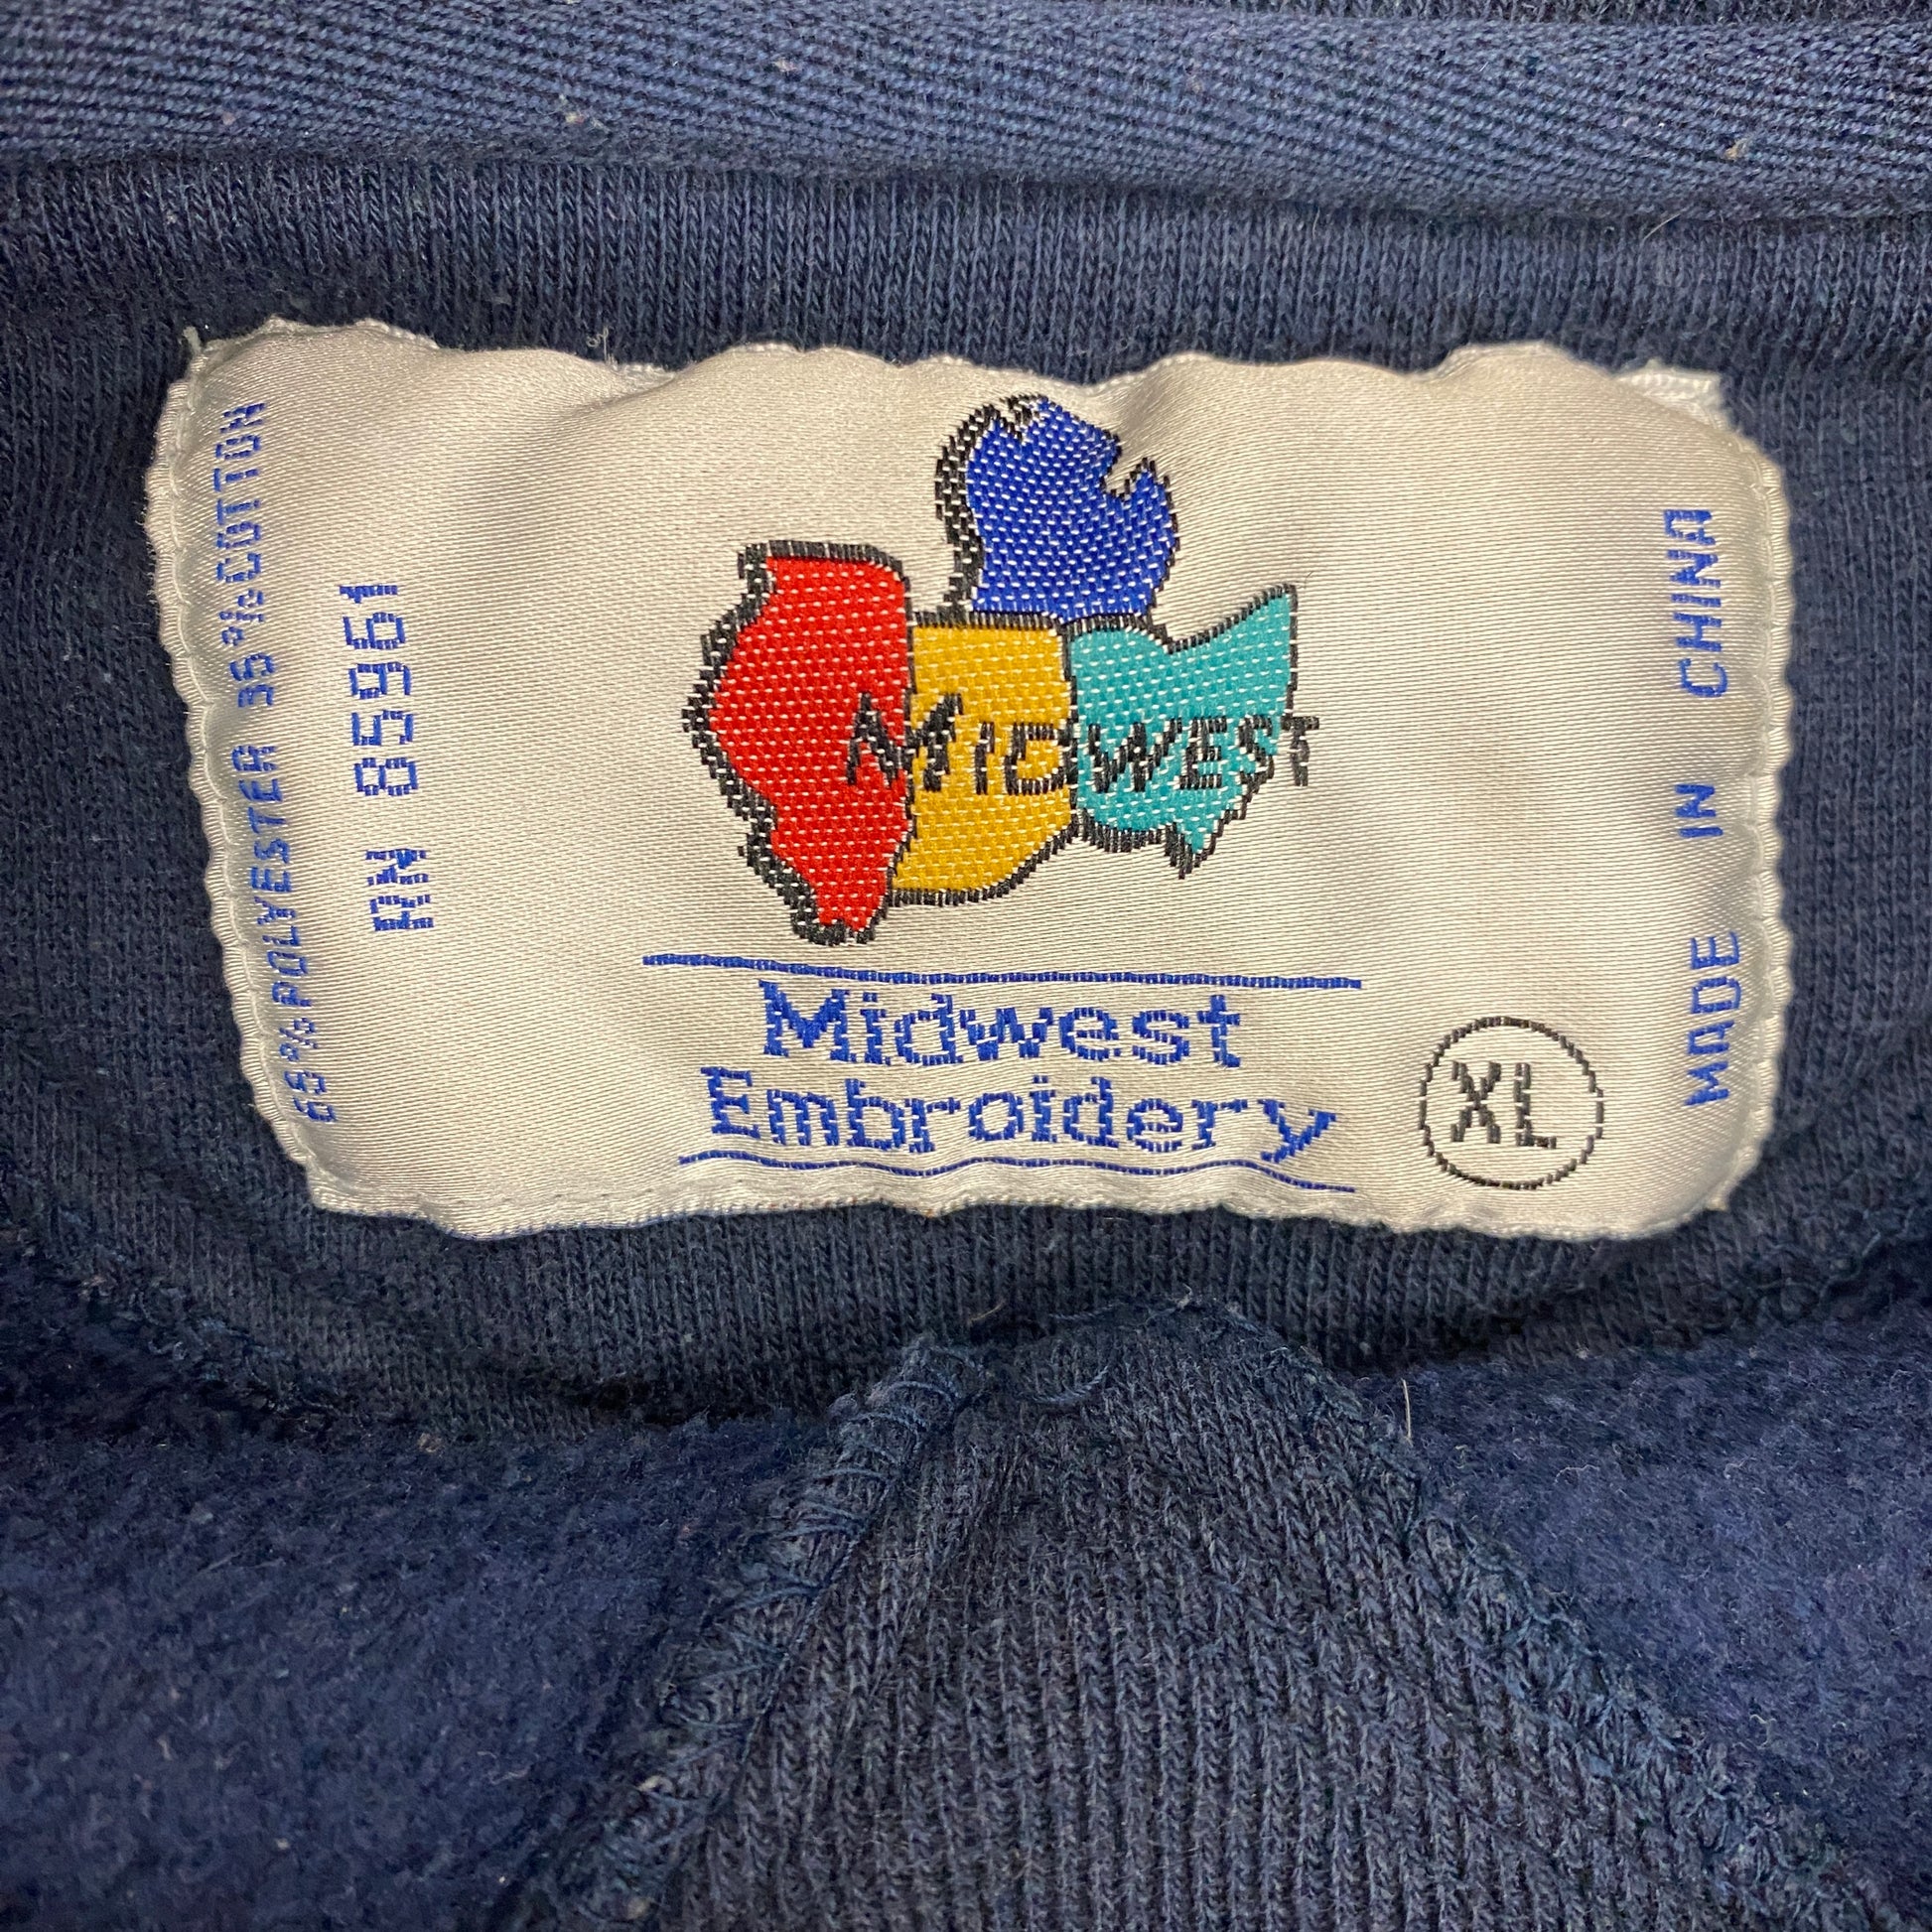 65% POLYESTER 35% COTTON
RN 85961
MIDWEST
Midwest
Embroidery
XL
MADE IN CHINA